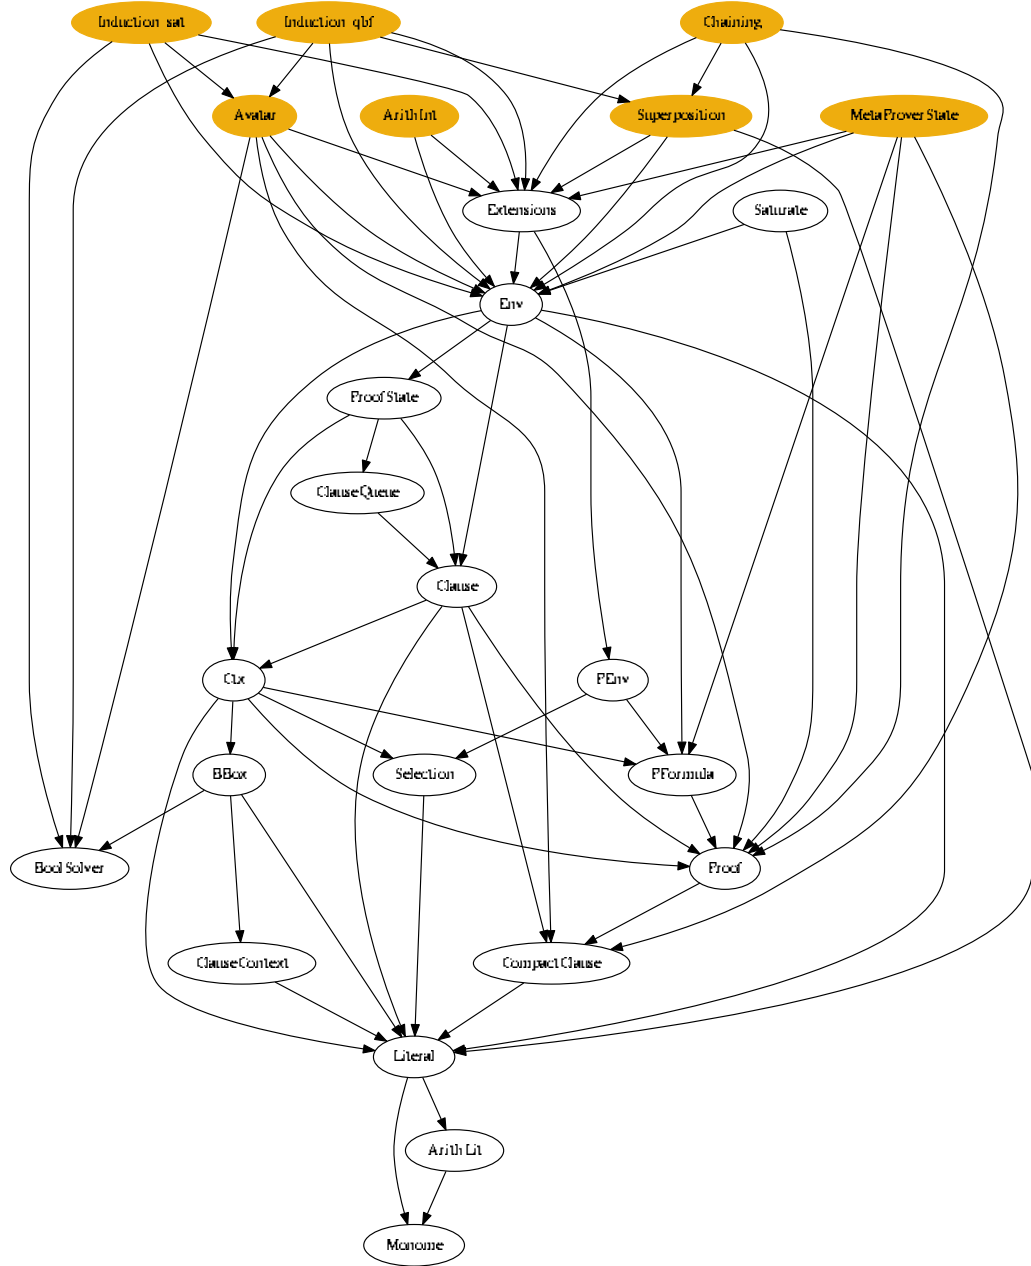 Induction_sat
Induction_qbf
Chaining
Avatar
ArithInt
Superposition
MetaProverState
Extensions
Saturate
Env
ProofState
ClauseQueue
Clause
Ctx
PEnv
BBox
Selection
PFormula
BoolSolver
Proof
ClauseContext
CompactClause
Literal
ArithLit
Monome